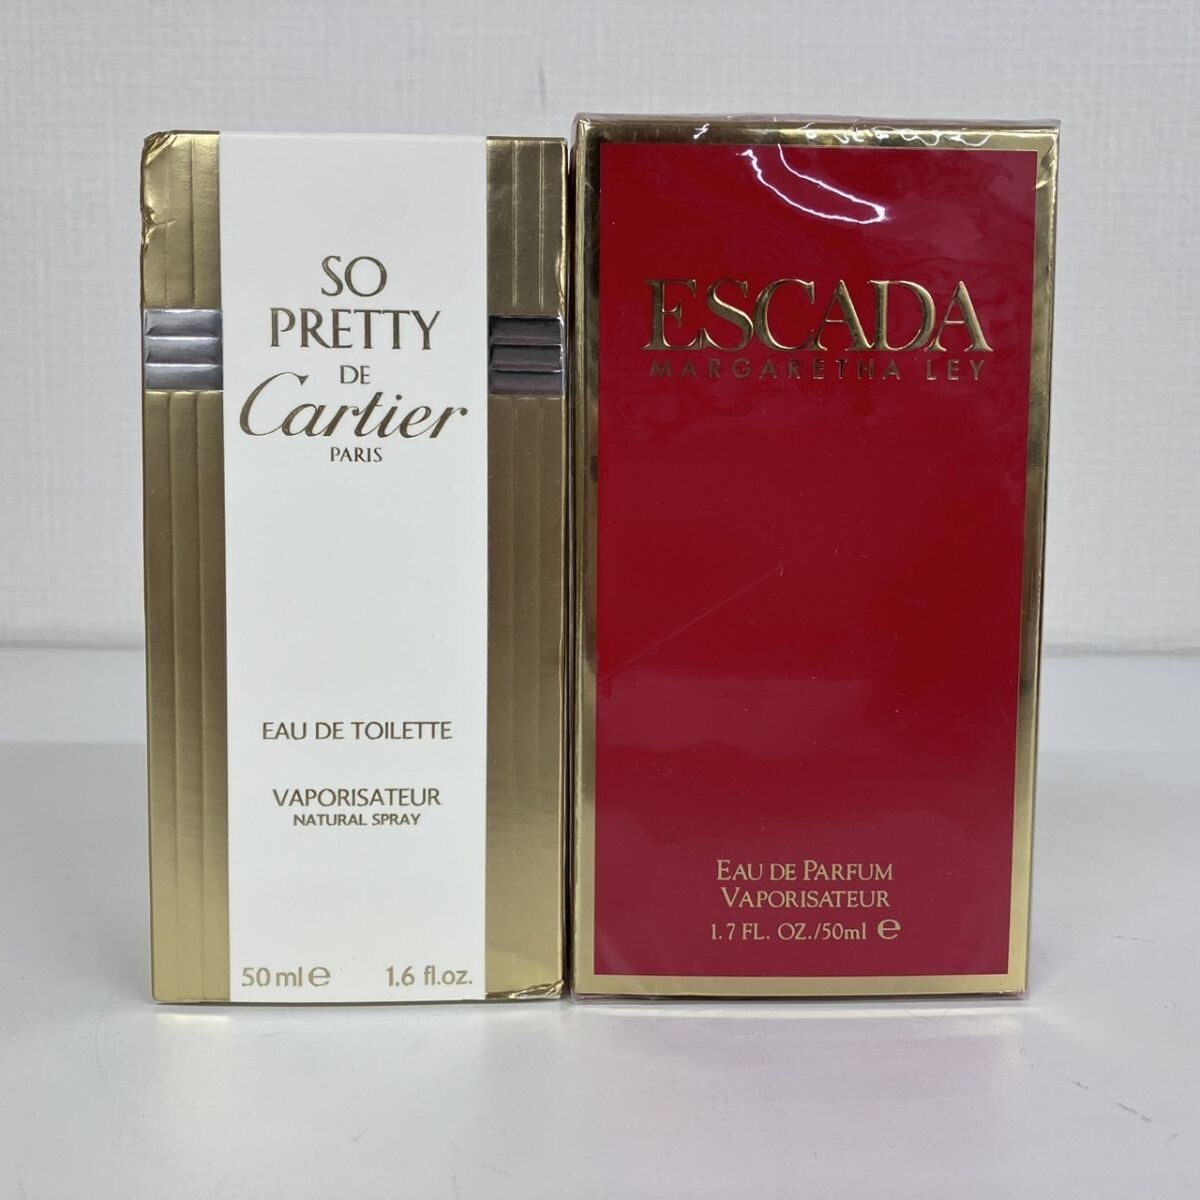 SO
PRETTY
DE
Cartier
PARIS
EAU DE TOILETTE
VAPORISATEUR
NATURAL SPRAY
50 ml e 1.6 fl.oz.
ESCADA
MARGARETHA LEY
EAU DE PARFUM
VAPORISATEUR
1.7 FL. OZ./50ml e